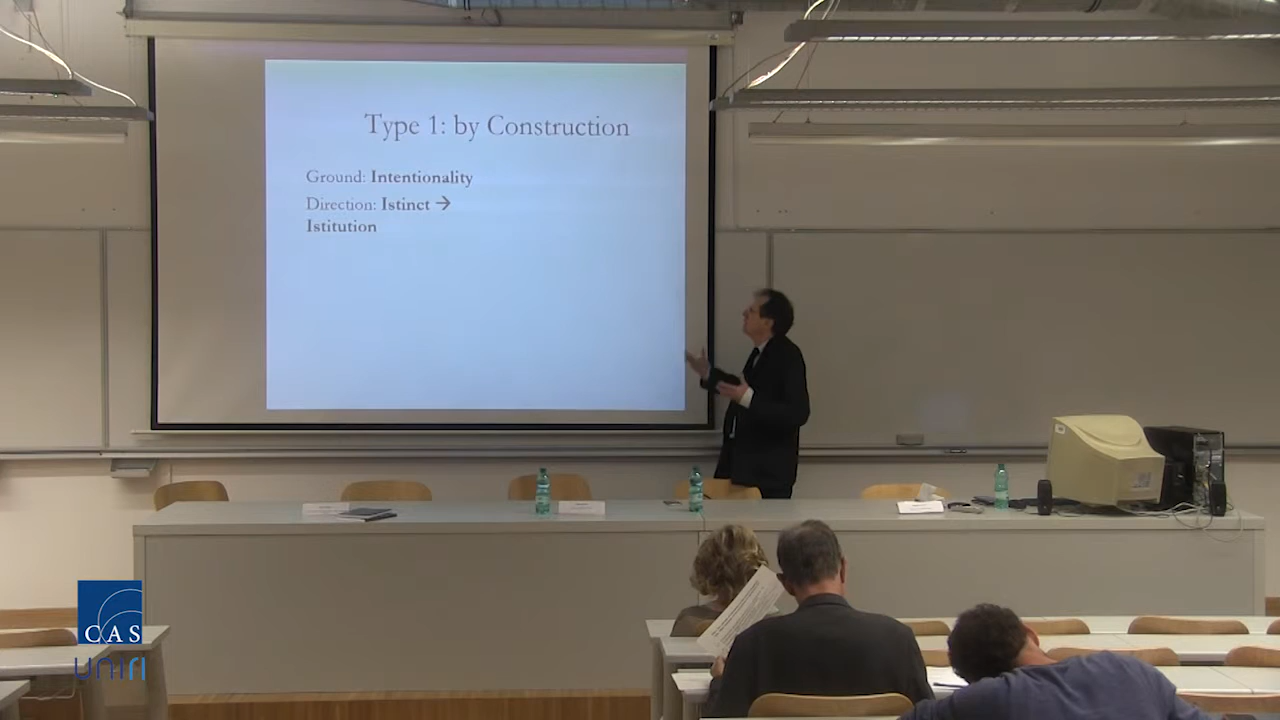 Type 1: by Construction
Ground: Intentionality
Direction: Istinct →
Istitution
CAS
unifi